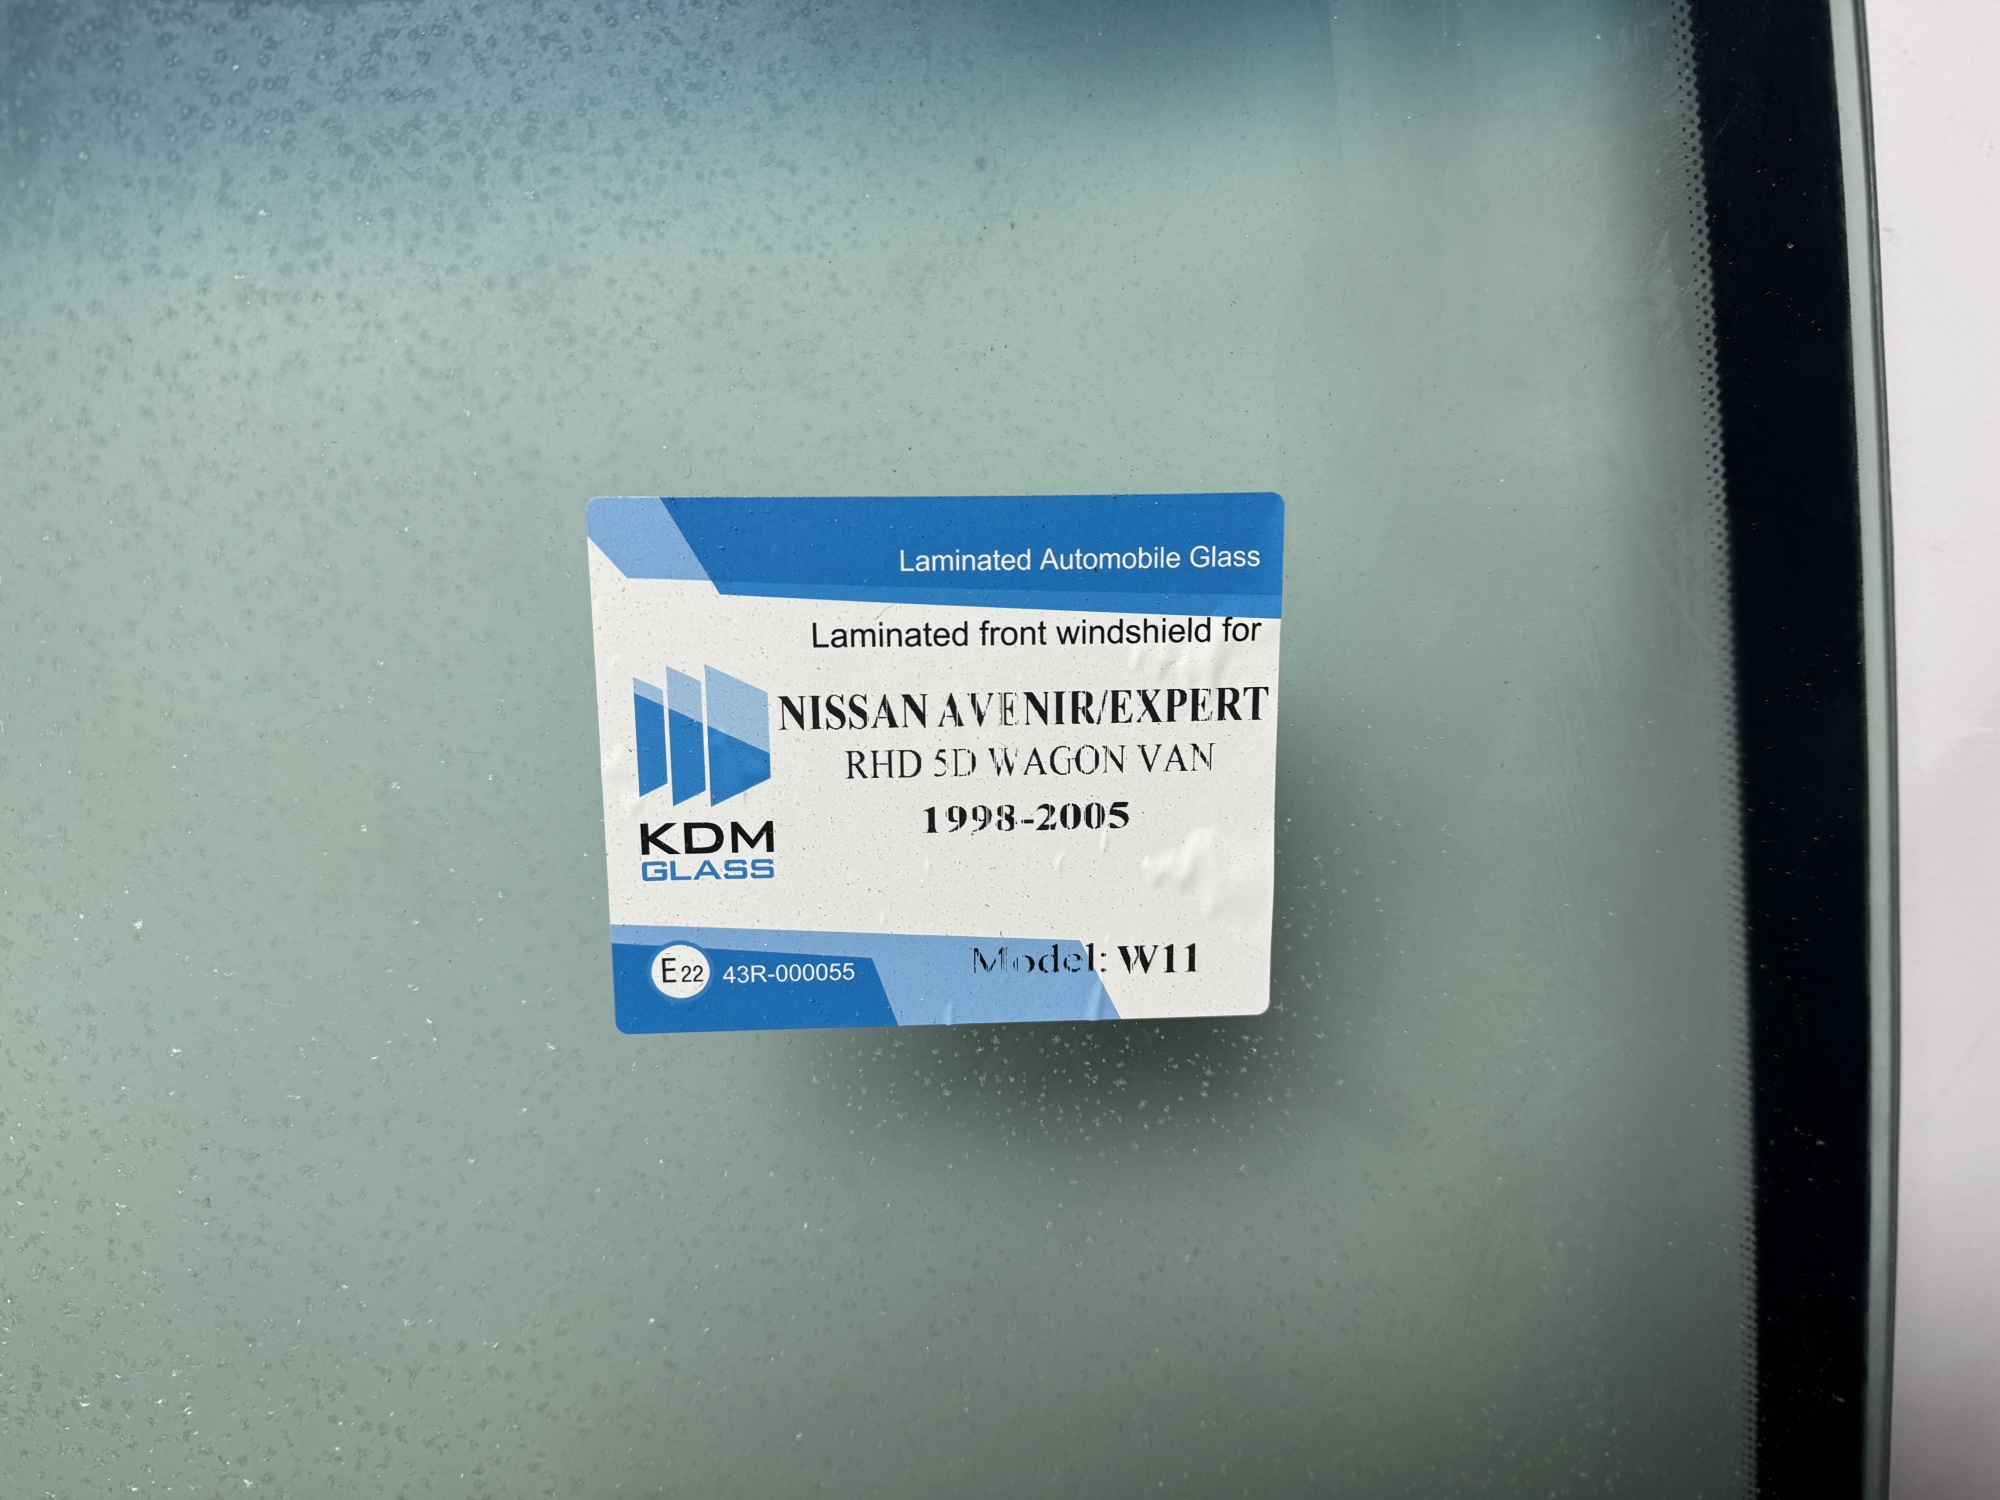 Laminated Automobile Glass
Laminated front windshield for
NISSAN AVENIR/EXPERT
RHD 5D WAGON VAN
1998-2005
KDM
GLASS
E22 43R-000055
Model: W11